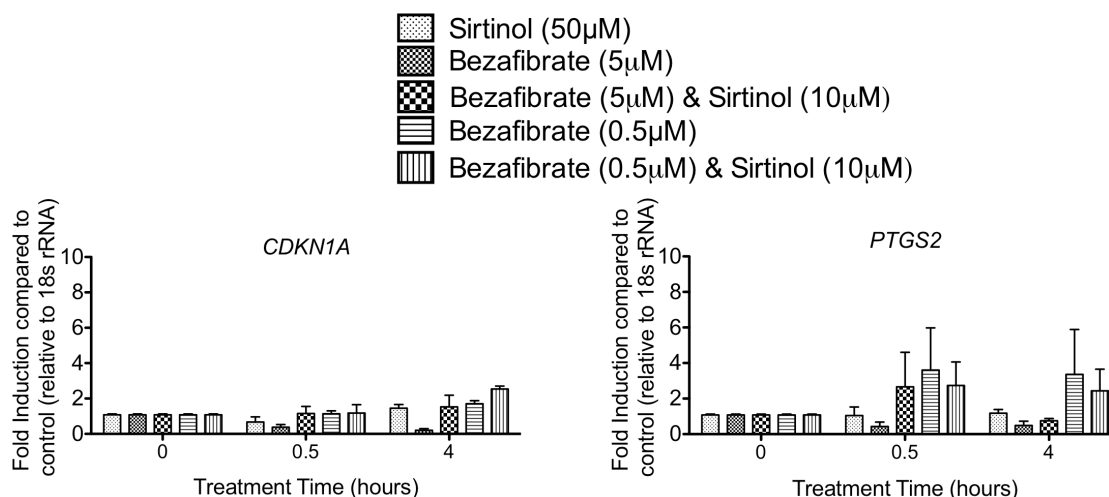 Sirtinol (50µM)
Bezafibrate (5µM)
Bezafibrate (5µM) & Sirtinol (10µM)
Bezafibrate (0.5µM)
Bezafibrate (0.5µM) & Sirtinol (10µM)
CDKN1A
Fold Induction compared to
control (relative to 18s rRNA)
10
8
6
4
2
0
0
0.5
4
Treatment Time (hours)
PTGS2
Fold Induction compared to
control (relative to 18s rRNA)
10
8
6
4
2
0
0
0.5
4
Treatment Time (hours)